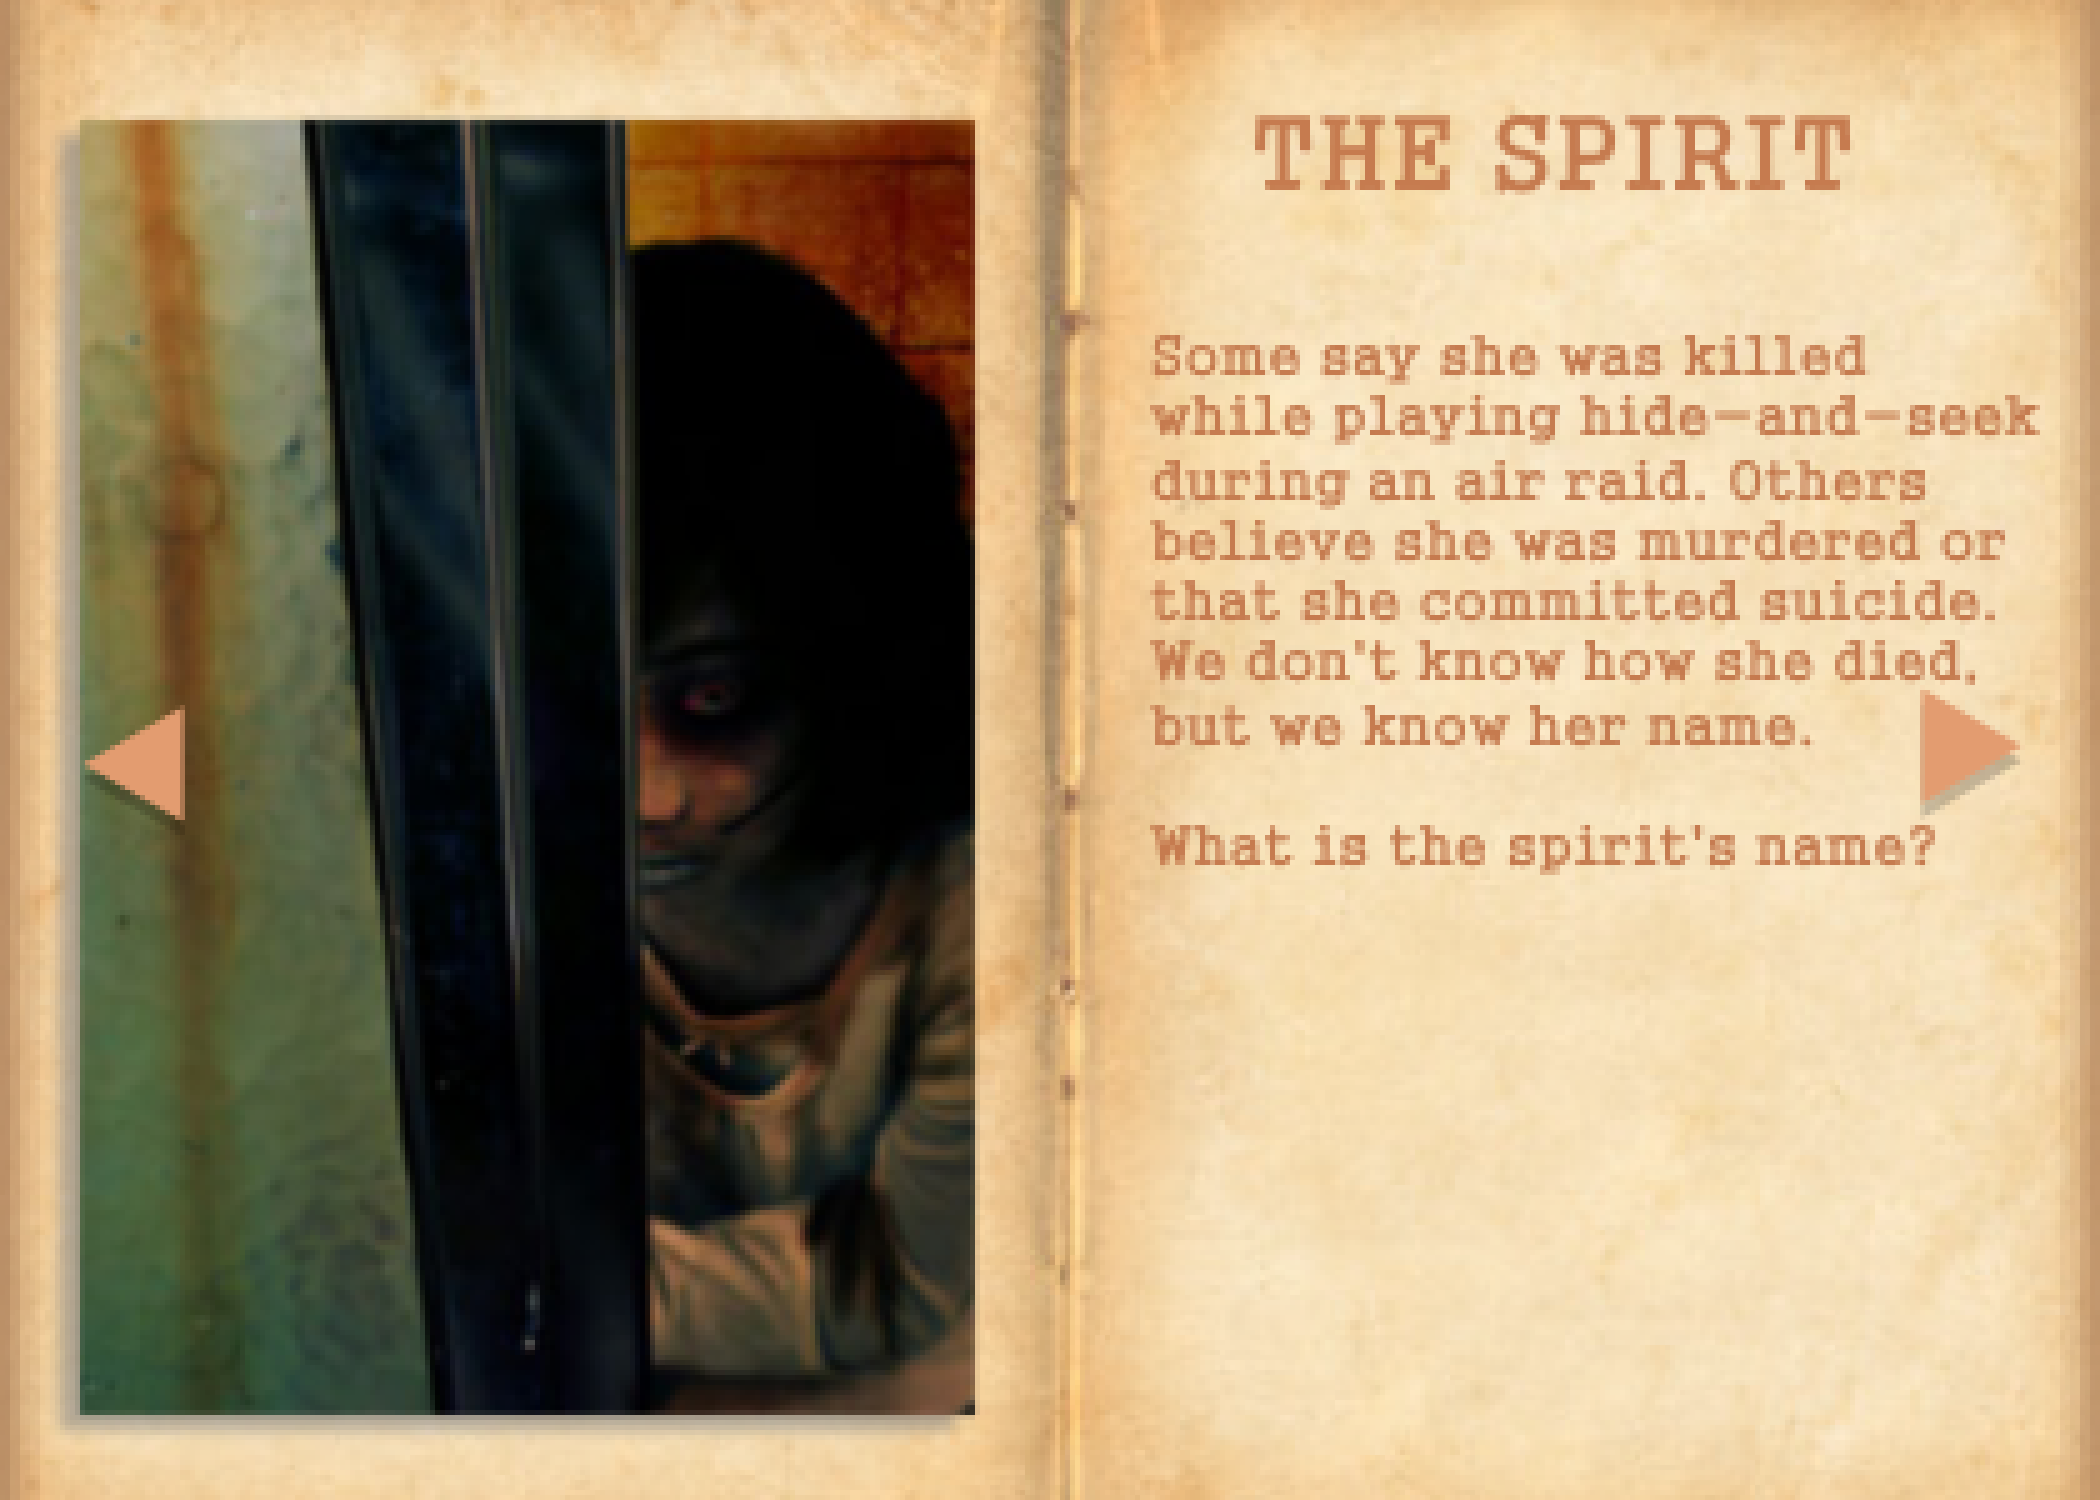 THE SPIRIT
Some say she was killed
while playing hide-and-seek
during an air raid. Others
believe she was murdered or
that she committed suicide.
We don't know how she died,
but we know her name.
What is the spirit's name?